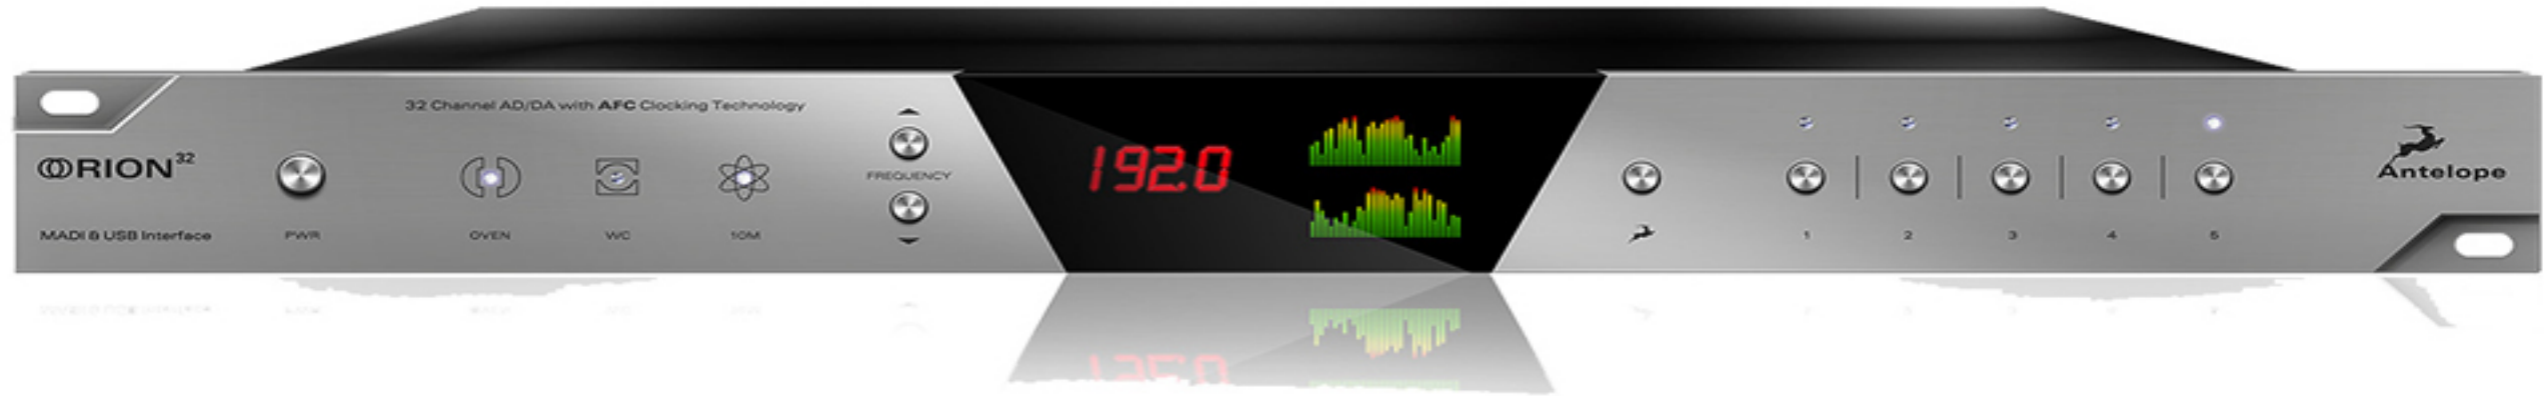 32 Channel AD/DA with AFC Clocking Technology
ORION32
MADI & USB Interface
PWR
OVEN
WC
10M
FREQUENCY
192.0
1
2
3
4
5
Antelope